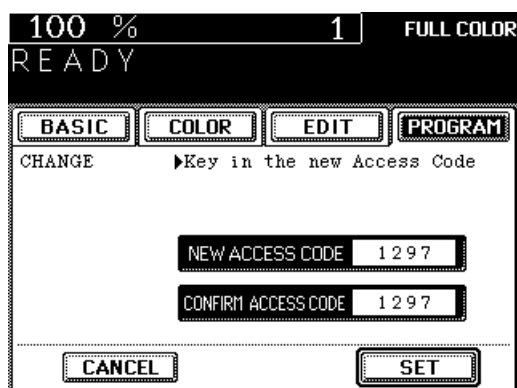 100 % 1 FULL COLOR
READY
BASIC COLOR EDIT PROGRAM
CHANGE ▶Key in the new Access Code
NEW ACCESS CODE 1297
CONFIRM ACCESS CODE 1297
CANCEL SET